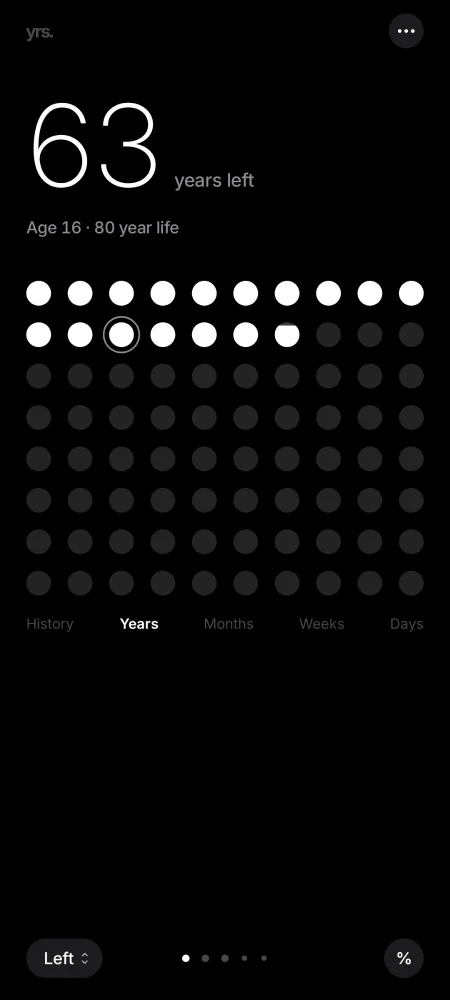 yrs.
63 years left
Age 16 · 80 year life
History Years Months Weeks Days
Left %